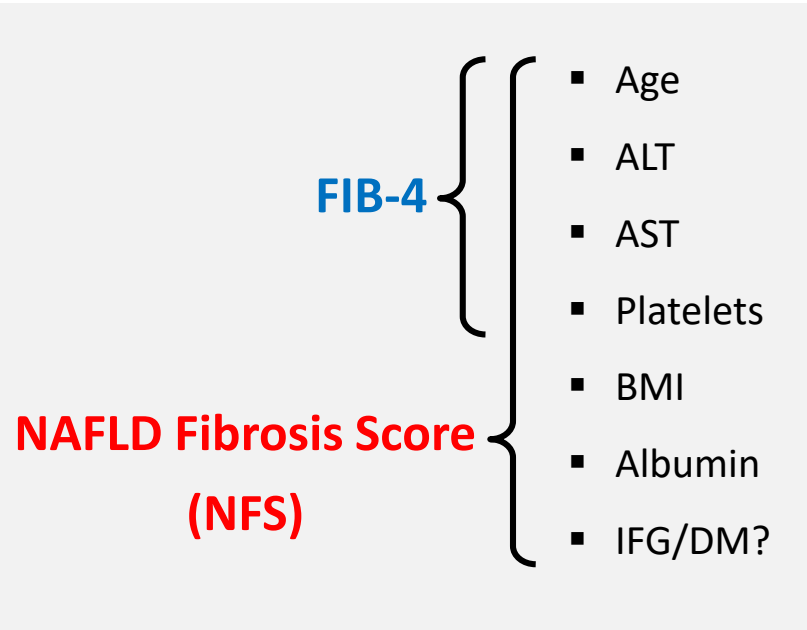 FIB-4
NAFLD Fibrosis Score
(NFS)
▪ Age
▪ ALT
▪ AST
▪ Platelets
▪ BMI
▪ Albumin
▪ IFG/DM?